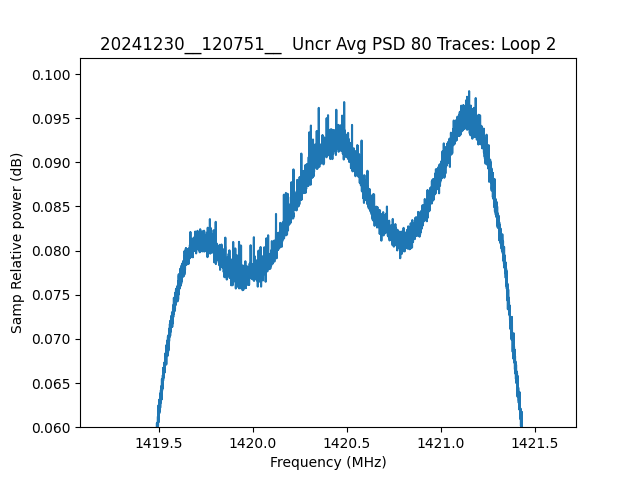 20241230__120751__  Uncr Avg PSD 80 Traces: Loop 2
0.100
0.095
0.090
0.085
0.080
0.075
0.070
0.065
0.060
Samp Relative power (dB)
1419.5 1420.0 1420.5 1421.0 1421.5
Frequency (MHz)